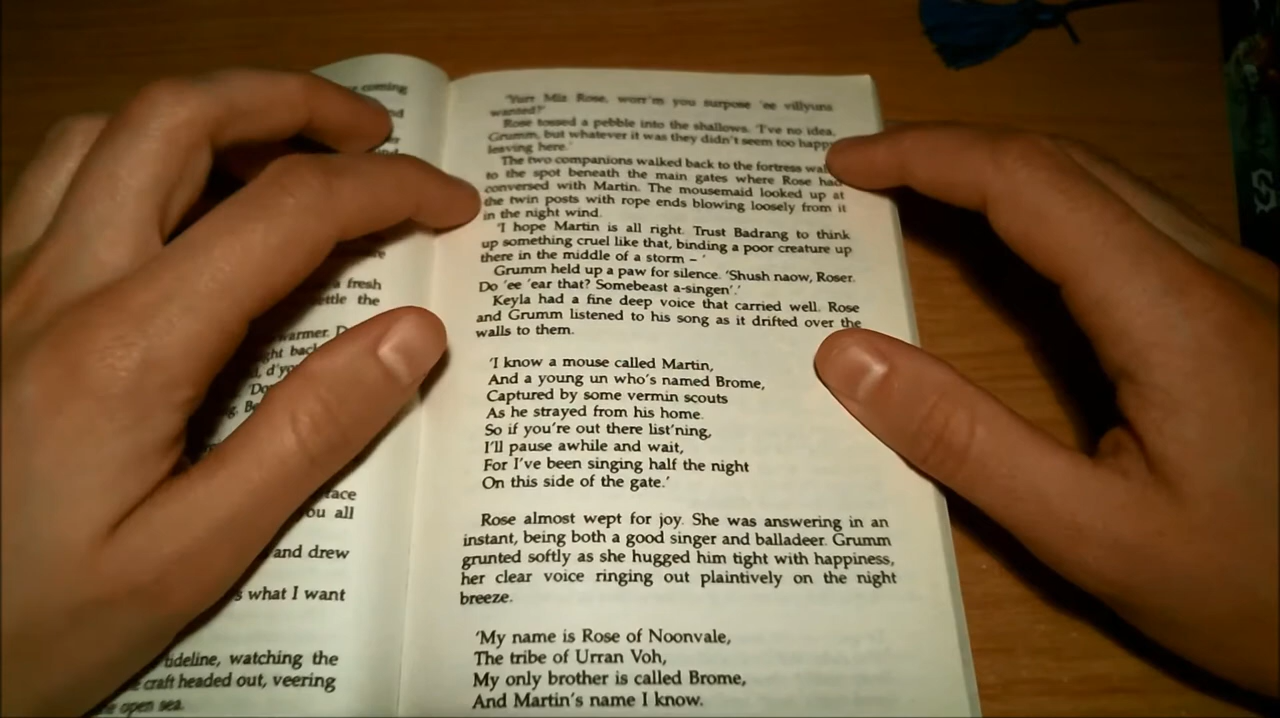 e coming
nd
er
a fresh
ettle the
warmer. D
ght back
d, d'yo
'Don
g. Be
face
ou all
and drew
s what I want
tideline, watching the
craft headed out, veering
open sea.
'Yurr Miz Rose, worr'm you surpose 'ee villyuns
wanted?'
Rose tossed a pebble into the shallows. 'I've no idea,
Grumm, but whatever it was they didn't seem too happy
leaving here.'
The two companions walked back to the fortress wall
to the spot beneath the main gates where Rose had
conversed with Martin. The mousemaid looked up at
the twin posts with rope ends blowing loosely from it
in the night wind.
'I hope Martin is all right. Trust Badrang to think
up something cruel like that, binding a poor creature up
there in the middle of a storm – '
Grumm held up a paw for silence. 'Shush naow, Roser.
Do 'ee 'ear that? Somebeast a-singen'.'
Keyla had a fine deep voice that carried well. Rose
and Grumm listened to his song as it drifted over the
walls to them.
'I know a mouse called Martin,
And a young un who's named Brome,
Captured by some vermin scouts
As he strayed from his home.
So if you're out there list'ning,
I'll pause awhile and wait,
For I've been singing half the night
On this side of the gate.'
Rose almost wept for joy. She was answering in an
instant, being both a good singer and balladeer. Grumm
grunted softly as she hugged him tight with happiness,
her clear voice ringing out plaintively on the night
breeze.
'My name is Rose of Noonvale,
The tribe of Urran Voh,
My only brother is called Brome,
And Martin's name I know.